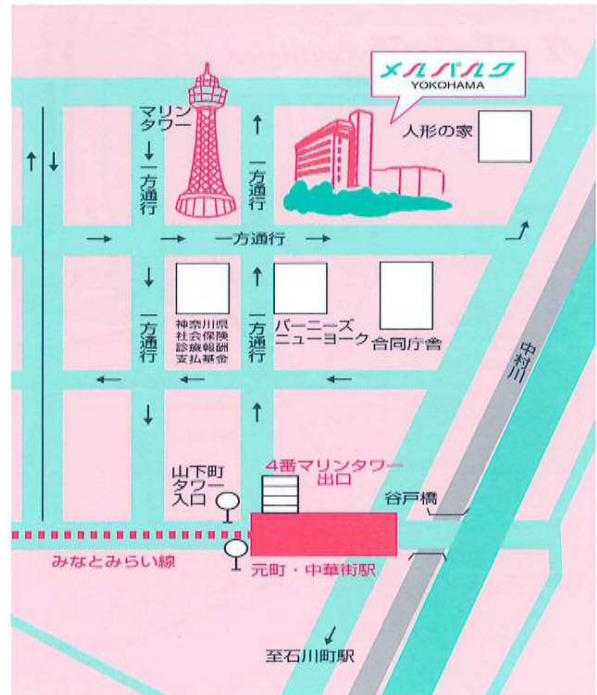 メルパルク
YOKOHAMA
マリン
タワー
人形の家
一方通行
一方通行
一方通行
一方通行
一方通行
神奈川県
社会保険
診療報酬
支払基金
バーニーズ
ニューヨーク
合同庁舎
中村川
山下町
タワー
入口
4番マリンタワー
出口
谷戸橋
みなとみらい線
元町・中華街駅
至石川町駅